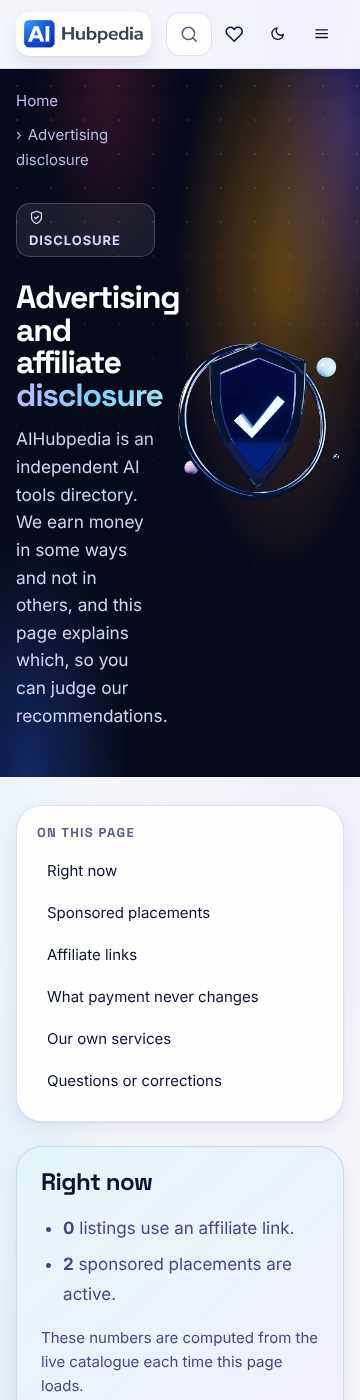 AI Hubpedia
Home
› Advertising
disclosure
DISCLOSURE
Advertising
and
affiliate
disclosure
AIHubpedia is an
independent AI
tools directory.
We earn money
in some ways
and not in
others, and this
page explains
which, so you
can judge our
recommendations.
ON THIS PAGE
Right now
Sponsored placements
Affiliate links
What payment never changes
Our own services
Questions or corrections
Right now
• 0 listings use an affiliate link.
• 2 sponsored placements are
active.
These numbers are computed from the
live catalogue each time this page
loads.